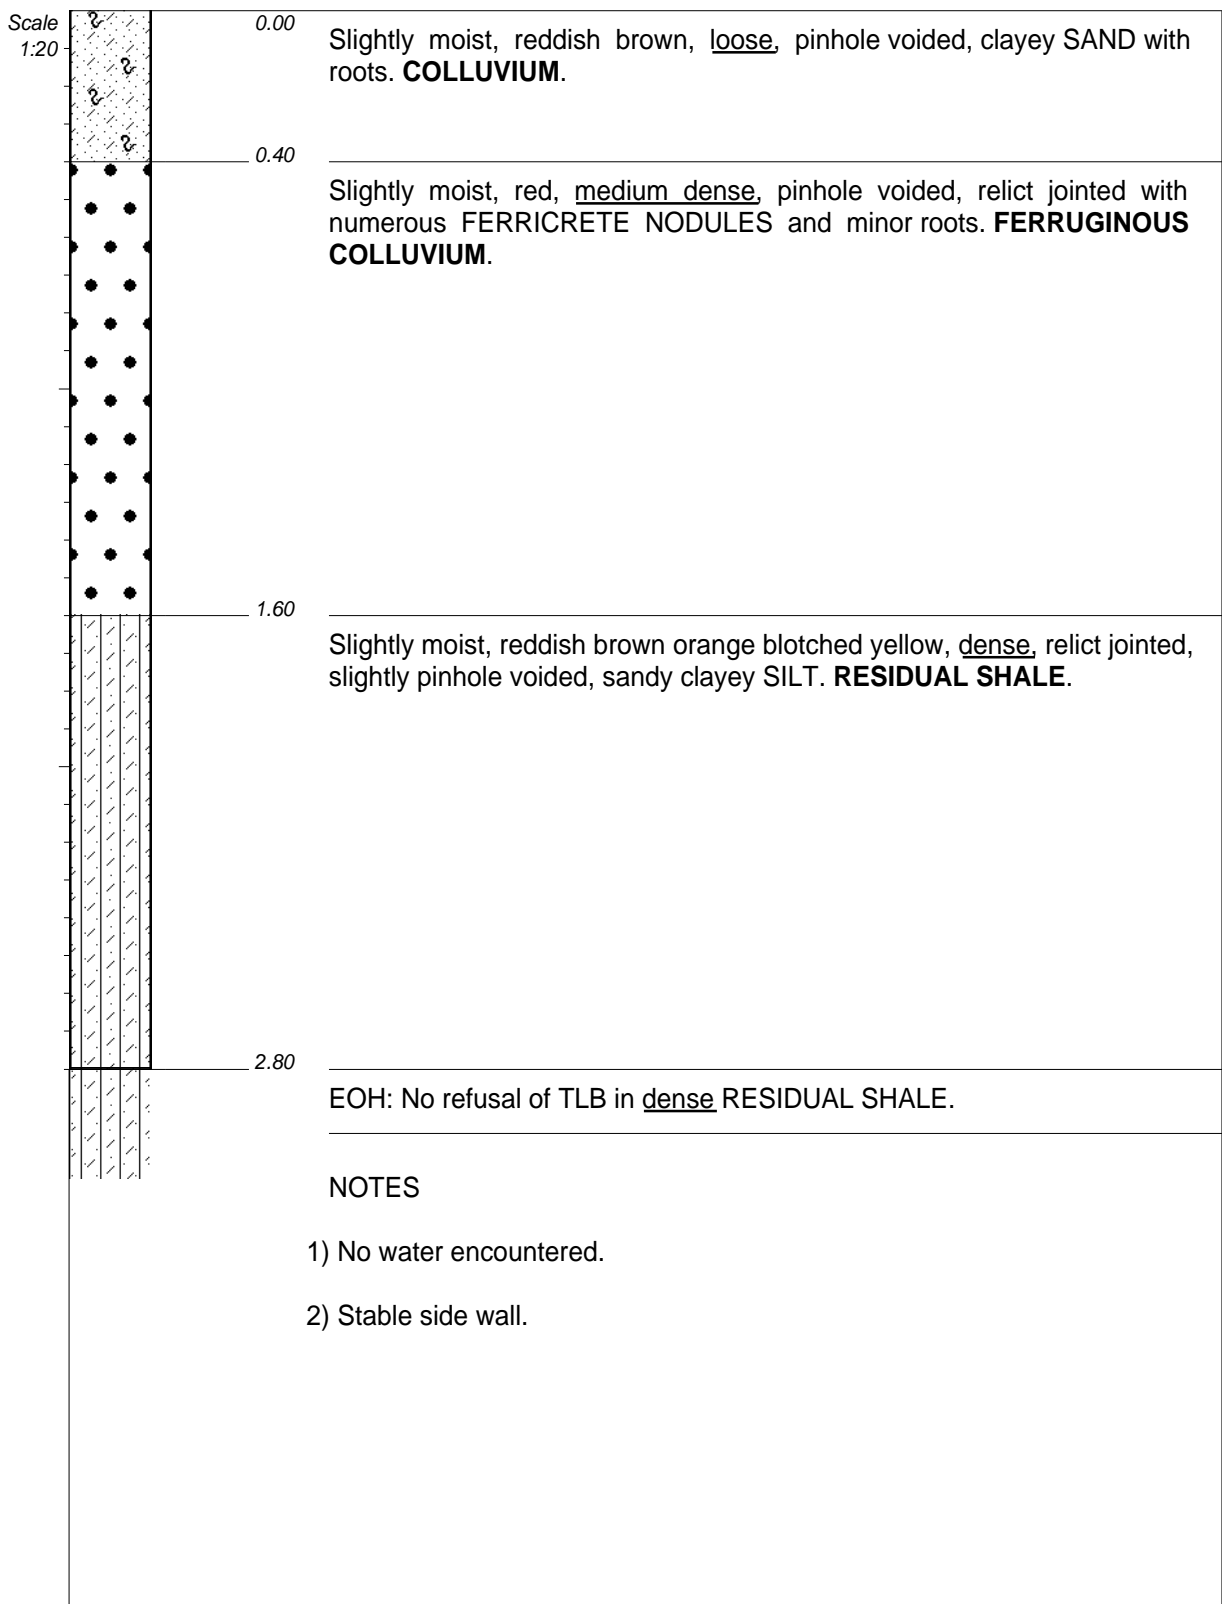 Scale
1:20
0.00
Slightly moist, reddish brown, loose, pinhole voided, clayey SAND with
roots. COLLUVIUM.
0.40
Slightly moist, red, medium dense, pinhole voided, relict jointed with
numerous FERRICRETE NODULES and minor roots. FERRUGINOUS
COLLUVIUM.
1.60
Slightly moist, reddish brown orange blotched yellow, dense, relict jointed,
slightly pinhole voided, sandy clayey SILT. RESIDUAL SHALE.
2.80
EOH: No refusal of TLB in dense RESIDUAL SHALE.
NOTES
1) No water encountered.
2) Stable side wall.